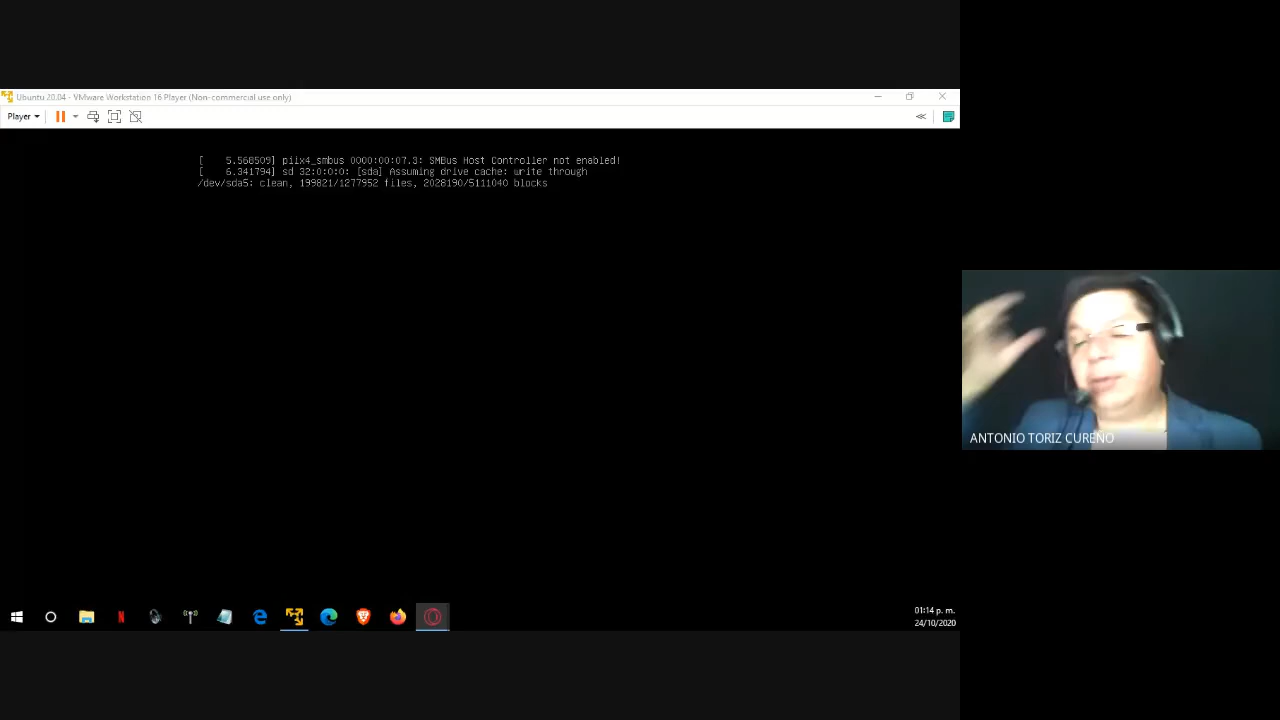 Ubuntu 20.04 - VMware Workstation 16 Player (Non-commercial use only)
Player
[    5.568509] piix4_smbus 0000:00:07.3: SMBus Host Controller not enabled!
[    6.341794] sd 32:0:0:0: [sda] Assuming drive cache: write through
/dev/sda5: clean, 199821/1277952 files, 2028190/5111040 blocks
ANTONIO TORIZ CUREÑO
01:14 p. m.
24/10/2020